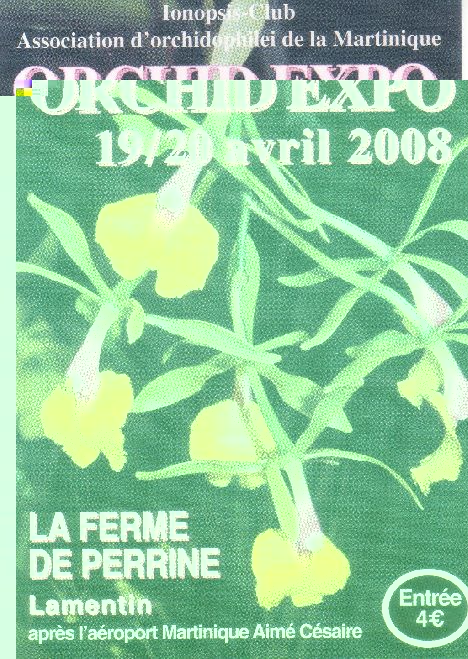 Ionopsis-Club
Association d'orchidophilei de la Martinique
ORCHID EXPO
19/20 avril 2008
LA FERME
DE PERRINE
Lamentin
après l'aéroport Martinique Aimé Césaire
Entrée
4€